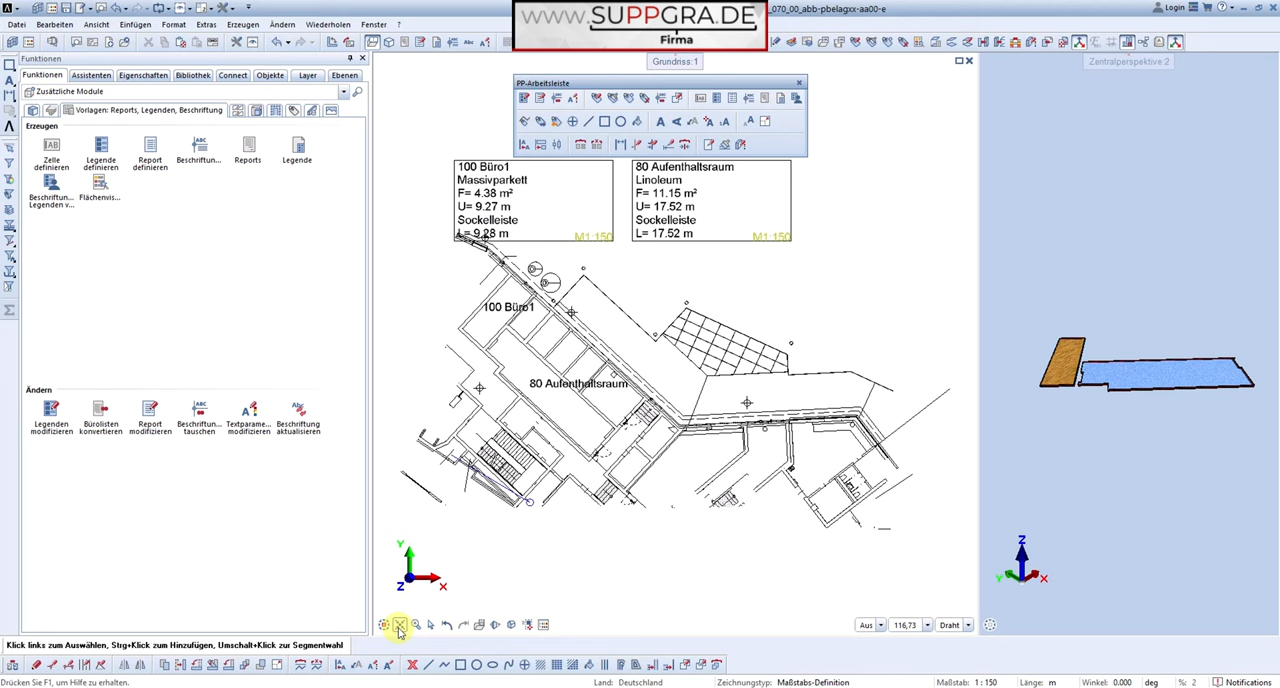 www.SUPPGRA.DE
Firma
_070_00_abb-pbelagxx-aa00-e
Login
Datei Bearbeiten Ansicht Einfügen Format Extras Erzeugen Ändern Wiederholen Fenster ?
Funktionen
Funktionen Assistenten Eigenschaften Bibliothek Connect Objekte Layer Ebenen
Zusätzliche Module
Vorlagen: Reports, Legenden, Beschriftung
Erzeugen
Zelle definieren
Legende definieren
Report definieren
Beschriftun...
Reports
Legende
Beschriftun... Legenden v...
Flächenvis...
Ändern
Legenden modifizieren
Bürolisten konvertieren
Report modifizieren
Beschriftun... tauschen
Textparame... modifizieren
Beschriftung aktualisieren
Grundriss:1
Zentralperspektive 2
PP-Arbeitsleiste
100 Büro1
Massivparkett
F= 4.38 m²
U= 9.27 m
Sockelleiste
L= 9.28 m
M1:150
80 Aufenthaltsraum
Linoleum
F= 11.15 m²
U= 17.52 m
Sockelleiste
L= 17.52 m
M1:150
100 Büro1
80 Aufenthaltsraum
Y
Z X
Z
Y X
Aus 116,73 Draht
Klick links zum Auswählen, Strg+Klick zum Hinzufügen, Umschalt+Klick zur Segmentwahl
Drücken Sie F1, um Hilfe zu erhalten.
Land: Deutschland
Zeichnungstyp: Maßstabs-Definition
Maßstab: 1 : 150
Länge: m
Winkel: 0.000 deg
%: 2
Notifications